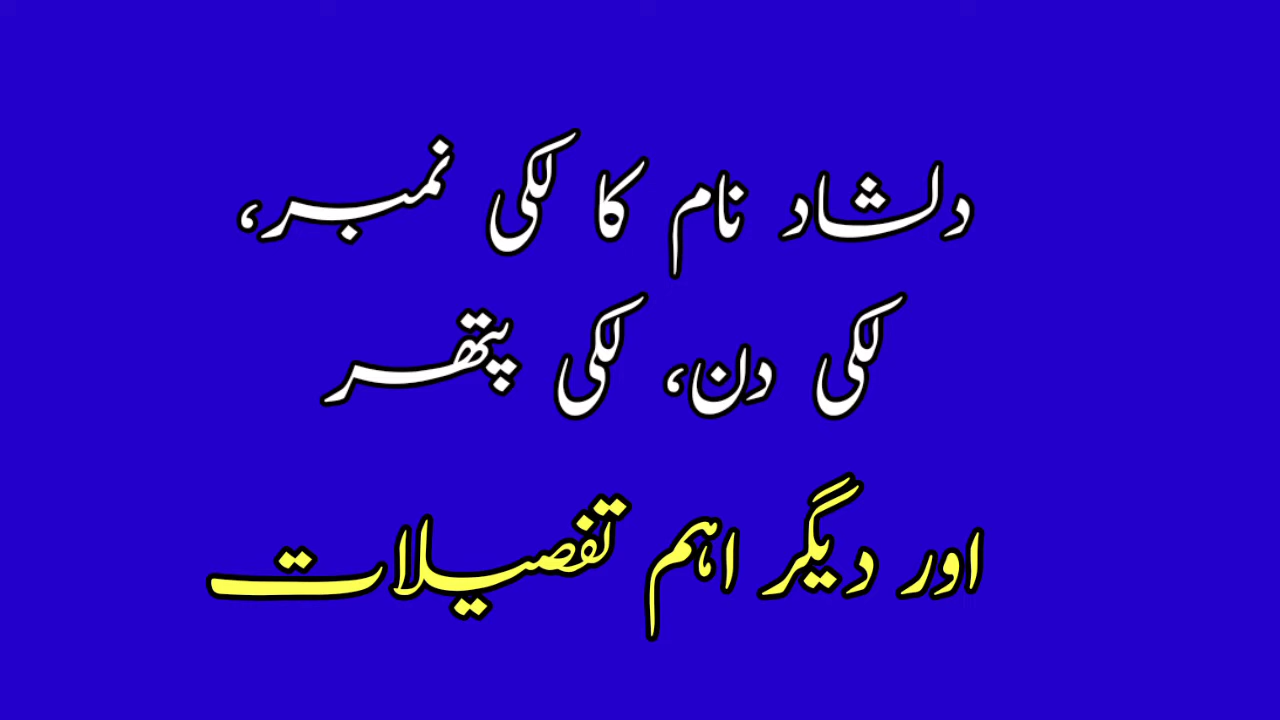 دلشاد نام کا لکی نمبر،
لکی دن، لکی پتھر
اور دیگر اہم تفصیلات